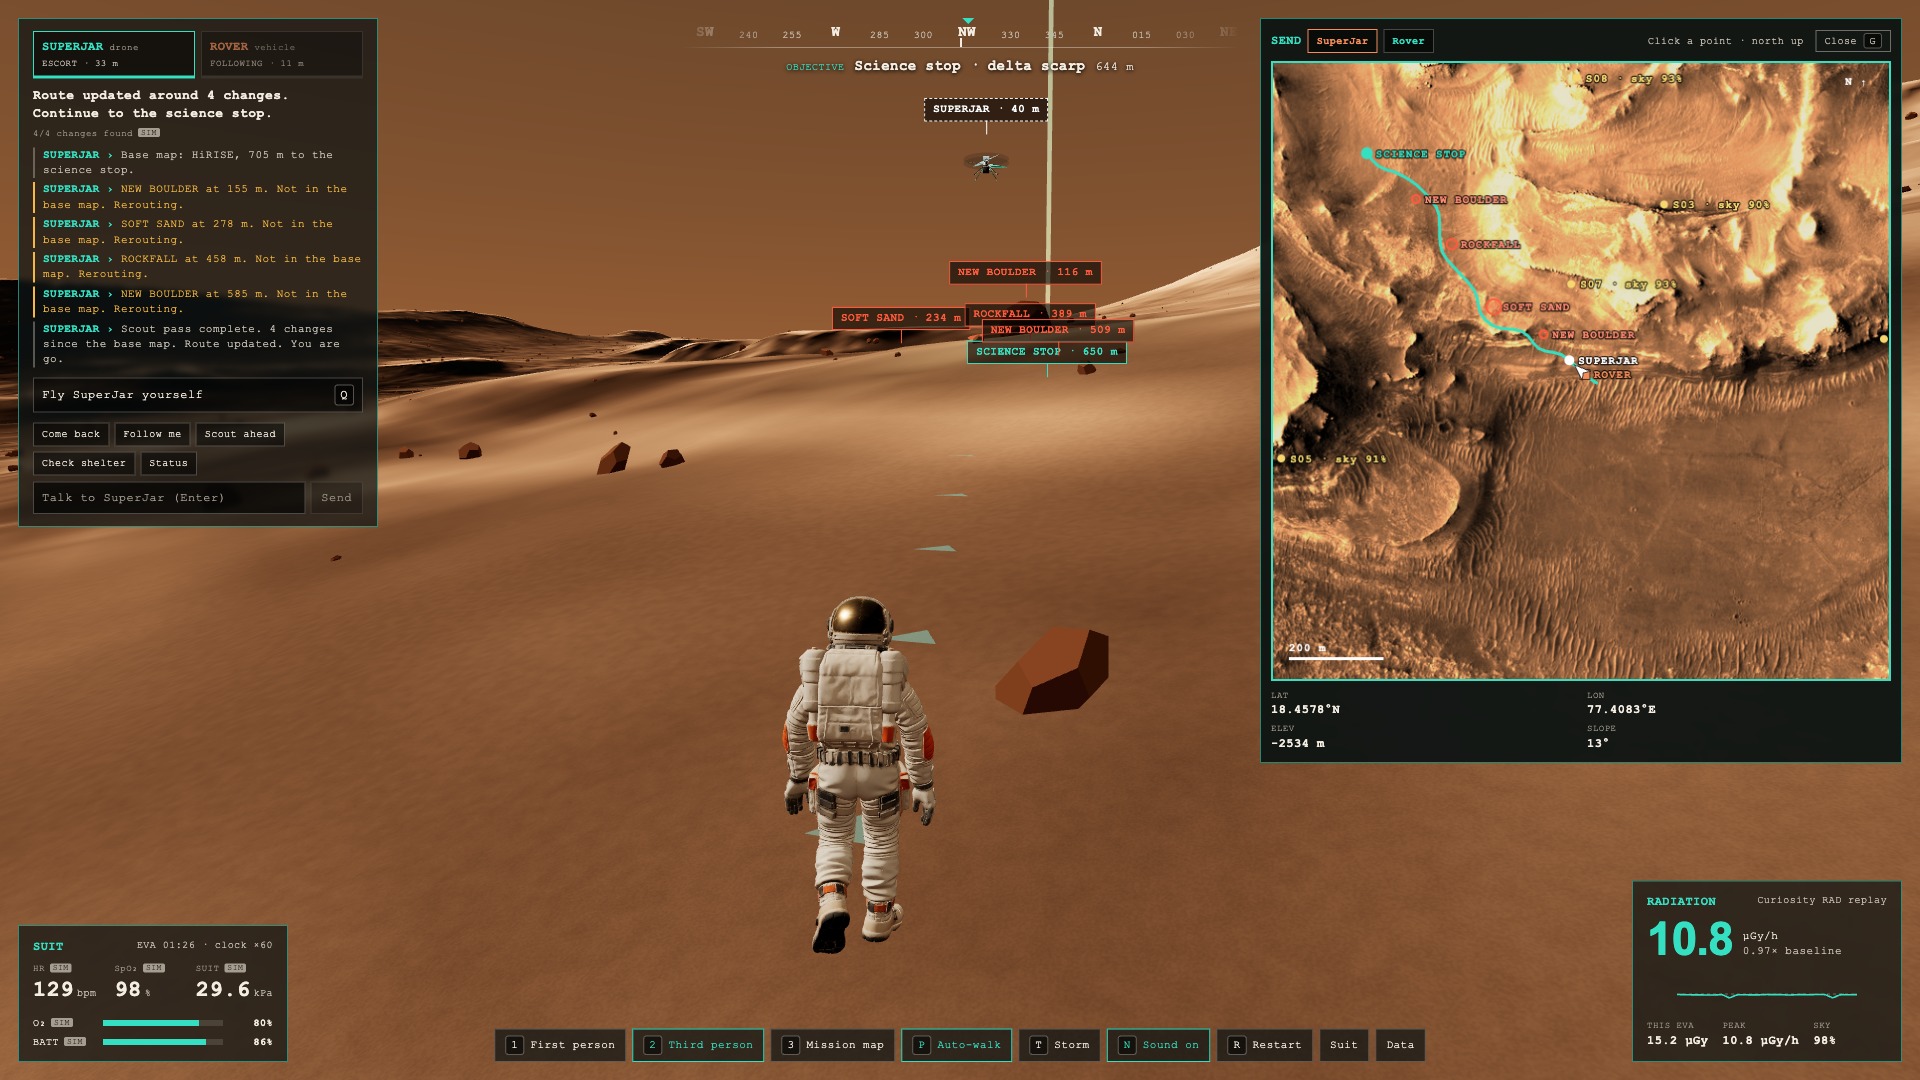 SUPERJAR drone
ESCORT · 33 m
ROVER vehicle
FOLLOWING · 11 m
Route updated around 4 changes.
Continue to the science stop.
4/4 changes found SIM
SUPERJAR › Base map: HiRISE, 705 m to the
science stop.
SUPERJAR › NEW BOULDER at 155 m. Not in the
base map. Rerouting.
SUPERJAR › SOFT SAND at 278 m. Not in the
base map. Rerouting.
SUPERJAR › ROCKFALL at 458 m. Not in the base
map. Rerouting.
SUPERJAR › NEW BOULDER at 585 m. Not in the
base map. Rerouting.
SUPERJAR › Scout pass complete. 4 changes
since the base map. Route updated. You are
go.
Fly SuperJar yourself Q
Come back Follow me Scout ahead
Check shelter Status
Talk to SuperJar (Enter) Send
SW 240 255 W 285 300 NW 330 345 N 015 030 NE
OBJECTIVE Science stop · delta scarp 644 m
SUPERJAR · 40 m
NEW BOULDER · 116 m
SOFT SAND · 234 m
ROCKFALL · 389 m
NEW BOULDER · 509 m
SCIENCE STOP · 650 m
SEND SuperJar Rover Click a point · north up Close G
S08 · sky 93%
N ↑
SCIENCE STOP
NEW BOULDER
S03 · sky 90%
ROCKFALL
S07 · sky 93%
SOFT SAND
NEW BOULDER
SUPERJAR
ROVER
S05 · sky 91%
200 m
LAT
18.4578°N
LON
77.4083°E
ELEV
-2534 m
SLOPE
13°
SUIT EVA 01:26 · clock ×60
HR SIM SpO₂ SIM SUIT SIM
129 bpm 98 % 29.6 kPa
O₂ SIM 80%
BATT SIM 86%
1 First person 2 Third person 3 Mission map P Auto-walk T Storm N Sound on R Restart Suit Data
RADIATION Curiosity RAD replay
10.8 µGy/h
0.97× baseline
THIS EVA PEAK SKY
15.2 µGy 10.8 µGy/h 98%